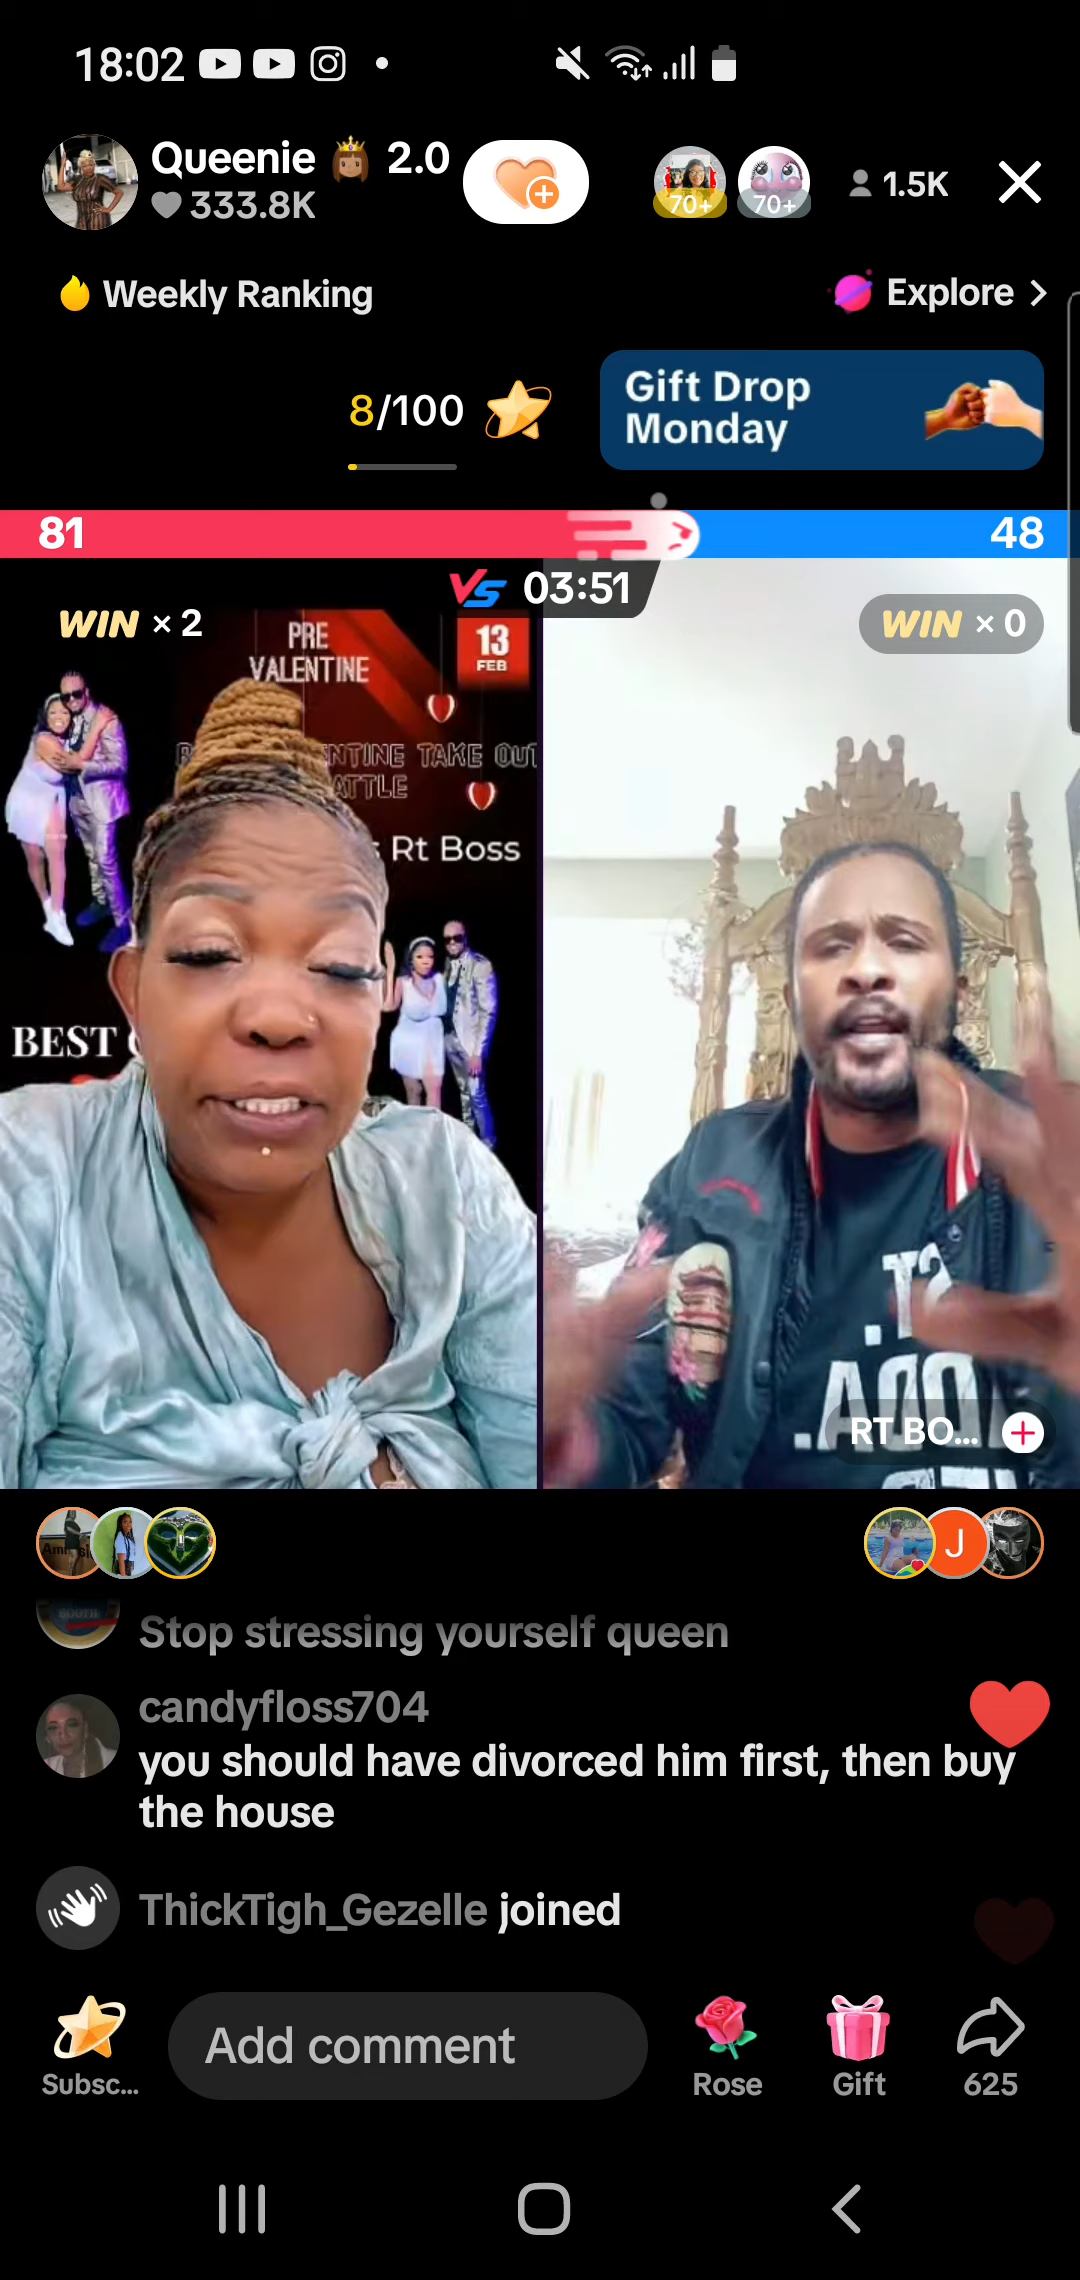 18:02
Queenie 2.0
333.8K
70+
70+
1.5K
Weekly Ranking
Explore >
8/100
Gift Drop
Monday
81
48
VS 03:51
WIN × 2
WIN × 0
PRE
VALENTINE
13
FEB
NTINE TAKE OUT
ATTLE
Rt Boss
BEST
ST.
RT BO...
J
Stop stressing yourself queen
candyfloss704
you should have divorced him first, then buy
the house
ThickTigh_Gezelle joined
Subsc...
Add comment
Rose
Gift
625